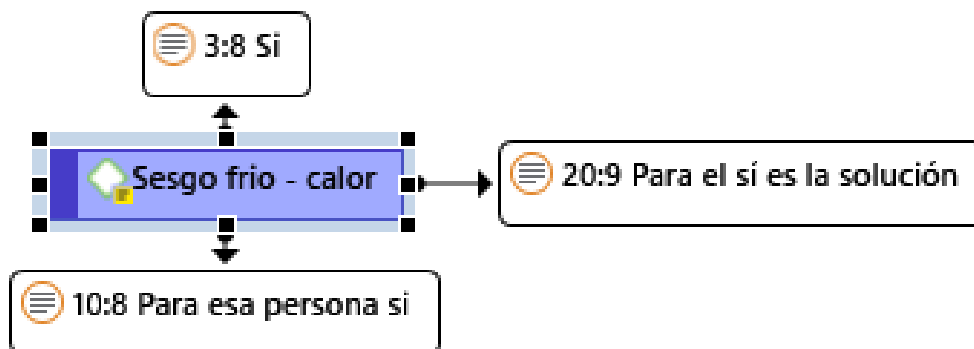 3:8 Si
Sesgo frio - calor
20:9 Para el sí es la solución
10:8 Para esa persona si